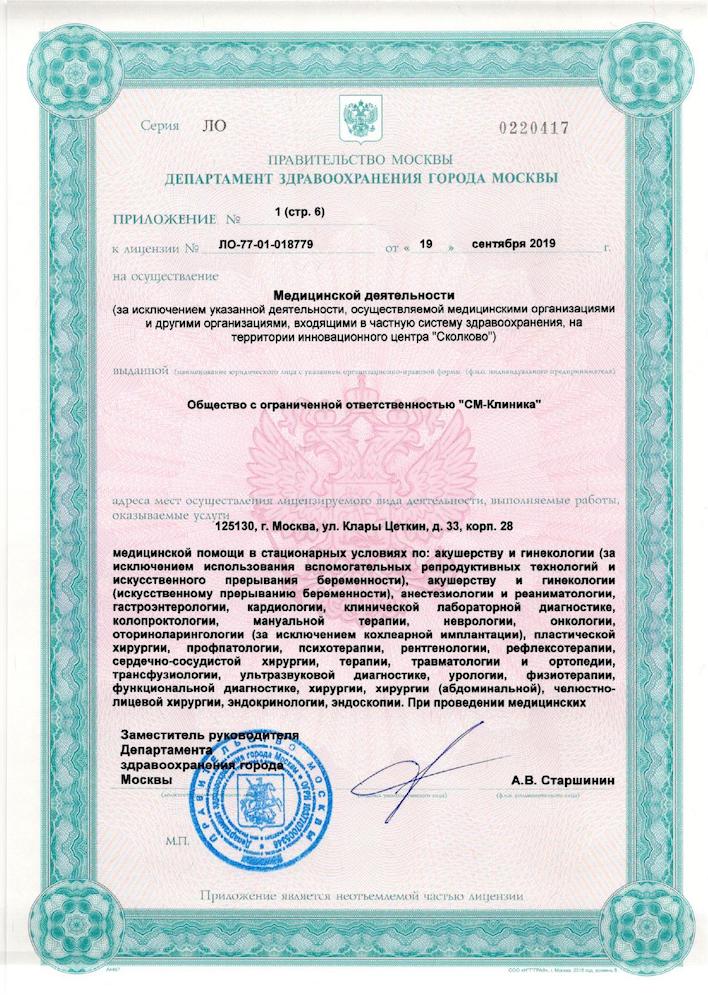 Серия ЛО
0220417
ПРАВИТЕЛЬСТВО МОСКВЫ
ДЕПАРТАМЕНТ ЗДРАВООХРАНЕНИЯ ГОРОДА МОСКВЫ
ПРИЛОЖЕНИЕ № 1 (стр. 6)
к лицензии № ЛО-77-01-018779 от « 19 » сентября 2019 г.
на осуществление
Медицинской деятельности
(за исключением указанной деятельности, осуществляемой медицинскими организациями
и другими организациями, входящими в частную систему здравоохранения, на
территории инновационного центра "Сколково")
выданной (наименование юридического лица с указанием организационно-правовой формы (ф.и.о. индивидуального предпринимателя)
Общество с ограниченной ответственностью "СМ-Клиника"
адреса мест осуществления лицензируемого вида деятельности, выполняемые работы,
оказываемые услуги
125130, г. Москва, ул. Клары Цеткин, д. 33, корп. 28
медицинской помощи в стационарных условиях по: акушерству и гинекологии (за
исключением использования вспомогательных репродуктивных технологий и
искусственного прерывания беременности), акушерству и гинекологии
(искусственному прерыванию беременности), анестезиологии и реаниматологии,
гастроэнтерологии, кардиологии, клинической лабораторной диагностике,
колопроктологии, мануальной терапии, неврологии, онкологии,
оториноларингологии (за исключением кохлеарной имплантации), пластической
хирургии, профпатологии, психотерапии, рентгенологии, рефлексотерапии,
сердечно-сосудистой хирургии, терапии, травматологии и ортопедии,
трансфузиологии, ультразвуковой диагностике, урологии, физиотерапии,
функциональной диагностике, хирургии, хирургии (абдоминальной), челюстно-
лицевой хирургии, эндокринологии, эндоскопии. При проведении медицинских
Заместитель руководителя
Департамента
здравоохранения города
Москвы
А.В. Старшинин
(ф.и.о. уполномоченного лица)
ПРАВИТЕЛЬСТВО МОСКВЫ
Департамент здравоохранения города Москвы
М.П.
Приложение является неотъемлемой частью лицензии